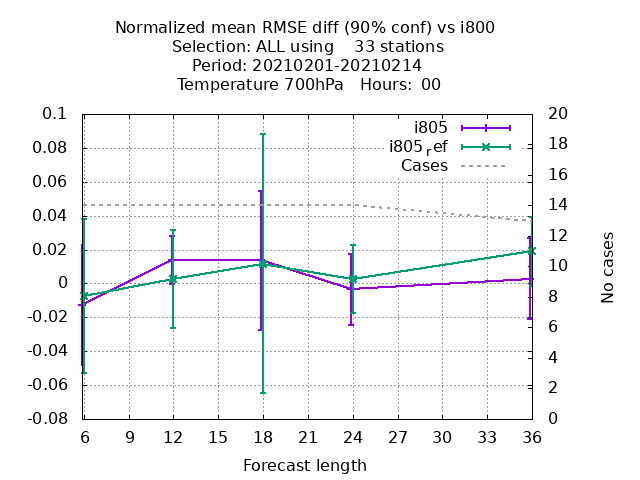 Normalized mean RMSE diff (90% conf) vs i800
Selection: ALL using    33 stations
Period: 20210201-20210214
Temperature 700hPa   Hours:  00
0.1
0.08
0.06
0.04
0.02
0
-0.02
-0.04
-0.06
-0.08
20
18
16
14
12
10
8
6
4
2
0
i805
i805ref
Cases
No cases
6 9 12 15 18 21 24 27 30 33 36
Forecast length